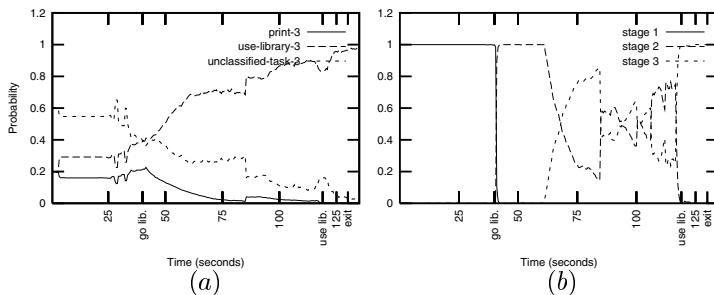 1.2
1
0.8
0.6
0.4
0.2
0
Probability
print-3
use-library-3
unclassified-task-3
25
go lib.
50
75
100
use lib.
125
exit
Time (seconds)
(a)
1.2
1
0.8
0.6
0.4
0.2
0
stage 1
stage 2
stage 3
25
go lib.
50
75
100
use lib.
125
exit
Time (seconds)
(b)